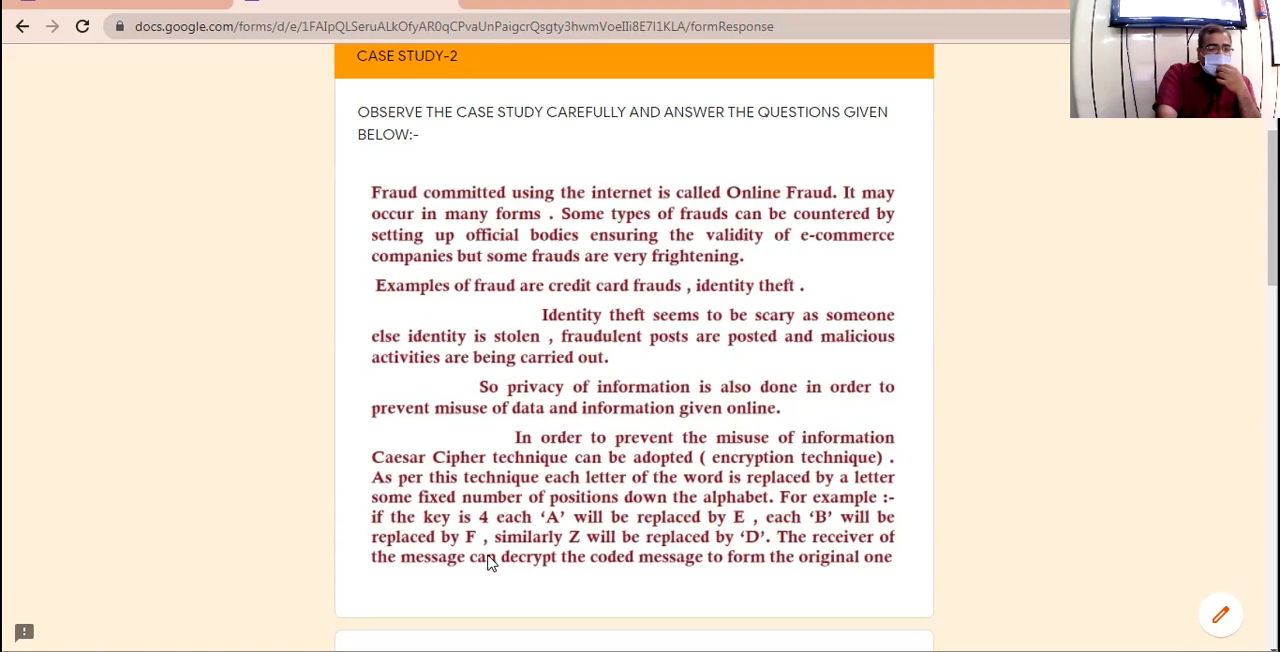 docs.google.com/forms/d/e/1FAIpQLSeruALkOfyAR0qCPvaUnPaigcrQsgty3hwmVoeIIi8E7I1KLA/formResponse
CASE STUDY-2
OBSERVE THE CASE STUDY CAREFULLY AND ANSWER THE QUESTIONS GIVEN
BELOW:-
Fraud committed using the internet is called Online Fraud. It may
occur in many forms . Some types of frauds can be countered by
setting up official bodies ensuring the validity of e-commerce
companies but some frauds are very frightening.
Examples of fraud are credit card frauds , identity theft .
Identity theft seems to be scary as someone
else identity is stolen , fraudulent posts are posted and malicious
activities are being carried out.
So privacy of information is also done in order to
prevent misuse of data and information given online.
In order to prevent the misuse of information
Caesar Cipher technique can be adopted ( encryption technique) .
As per this technique each letter of the word is replaced by a letter
some fixed number of positions down the alphabet. For example :-
if the key is 4 each ‘A’ will be replaced by E , each ‘B’ will be
replaced by F , similarly Z will be replaced by ‘D’. The receiver of
the message can decrypt the coded message to form the original one